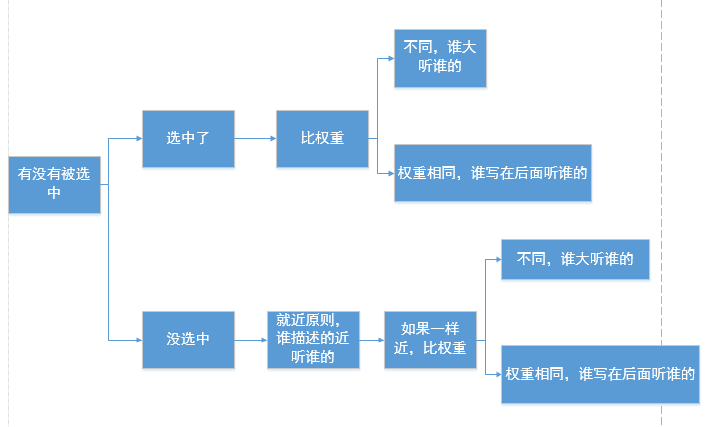 有没有被选
中
选中了
比权重
不同，谁大
听谁的
权重相同，谁写在后面听谁的
没选中
就近原则，
谁描述的近
听谁的
如果一样
近，比权重
不同，谁大听谁的
权重相同，谁写在后面听谁的